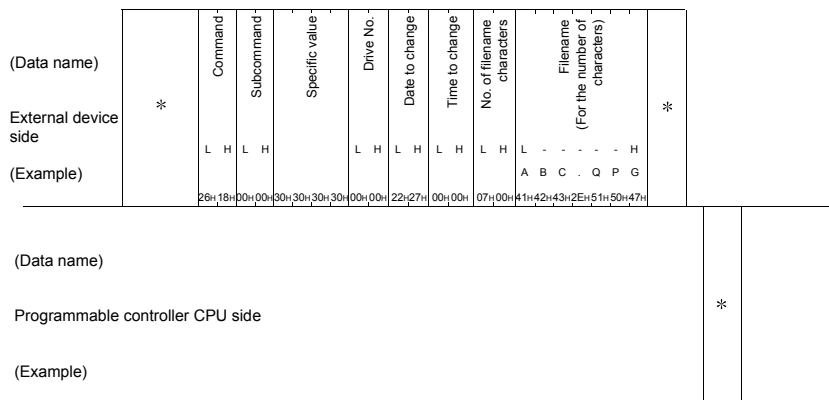 (Data name)
External device
side
(Example)
*
Command
Subcommand
Specific value
Drive No.
Date to change
Time to change
No. of filename
characters
Filename
(For the number of
characters)
*
L H L H L H L H L H L H L - - - - - H
A B C . Q P G
26H 18H 00H 00H 30H 30H 30H 30H 00H 00H 22H 27H 00H 00H 07H 00H 41H 42H 43H 2EH 51H 50H 47H
(Data name)
Programmable controller CPU side
(Example)
*